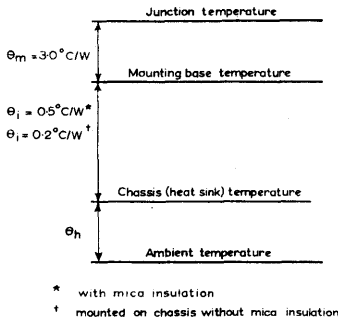 Junction temperature
θm = 3·0°C/W
Mounting base temperature
θi = 0·5°C/W*
θi = 0·2°C/W†
Chassis (heat sink) temperature
θh
Ambient temperature
* with mica insulation
† mounted on chassis without mica insulation